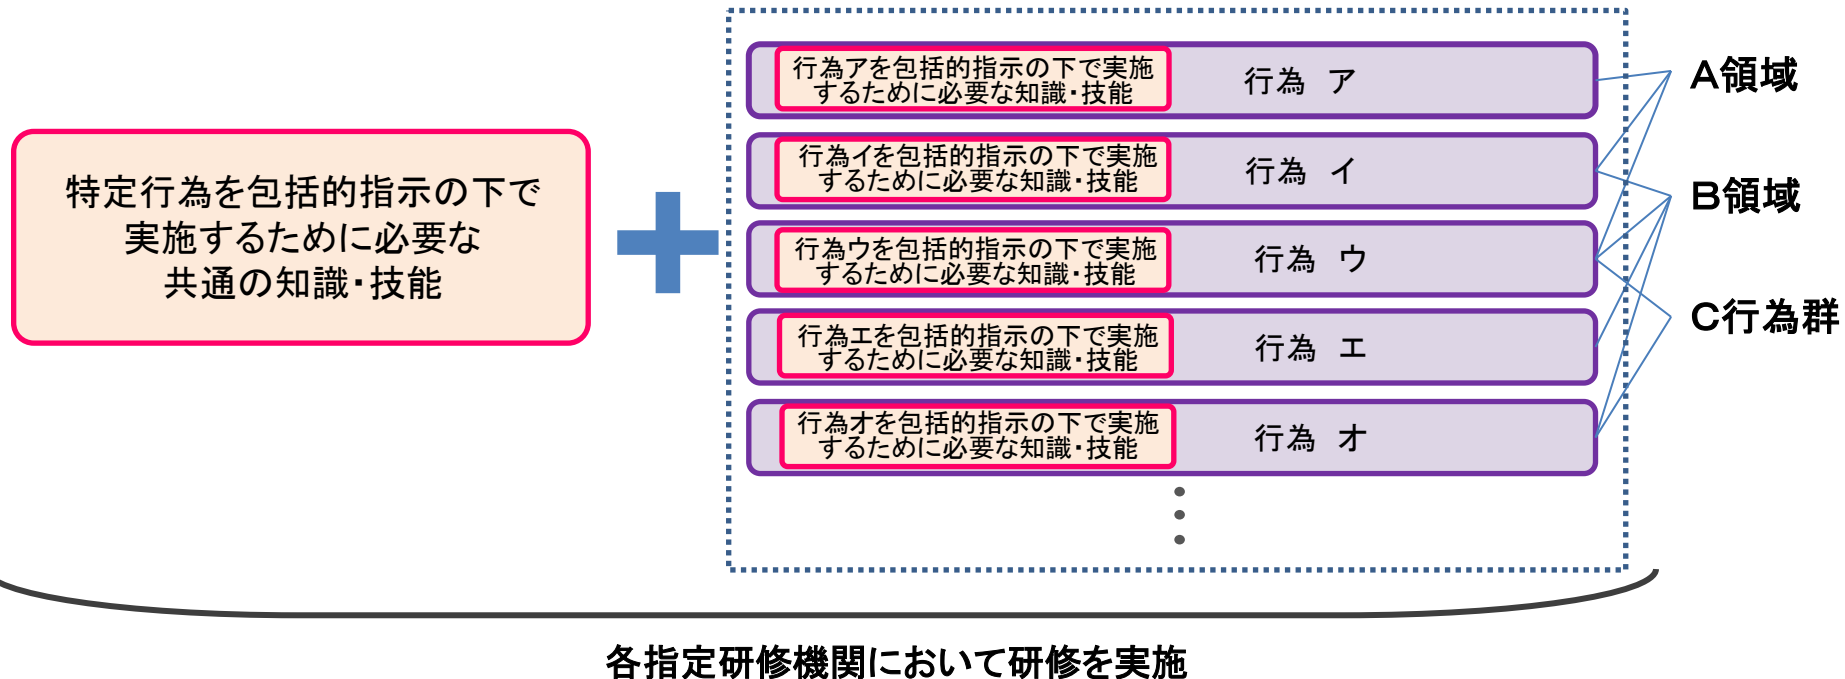 特定行為を包括的指示の下で
実施するために必要な
共通の知識・技能
行為アを包括的指示の下で実施
するために必要な知識・技能
行為　ア
行為イを包括的指示の下で実施
するために必要な知識・技能
行為　イ
行為ウを包括的指示の下で実施
するために必要な知識・技能
行為　ウ
行為エを包括的指示の下で実施
するために必要な知識・技能
行為　エ
行為オを包括的指示の下で実施
するために必要な知識・技能
行為　オ
A領域
B領域
C行為群
各指定研修機関において研修を実施